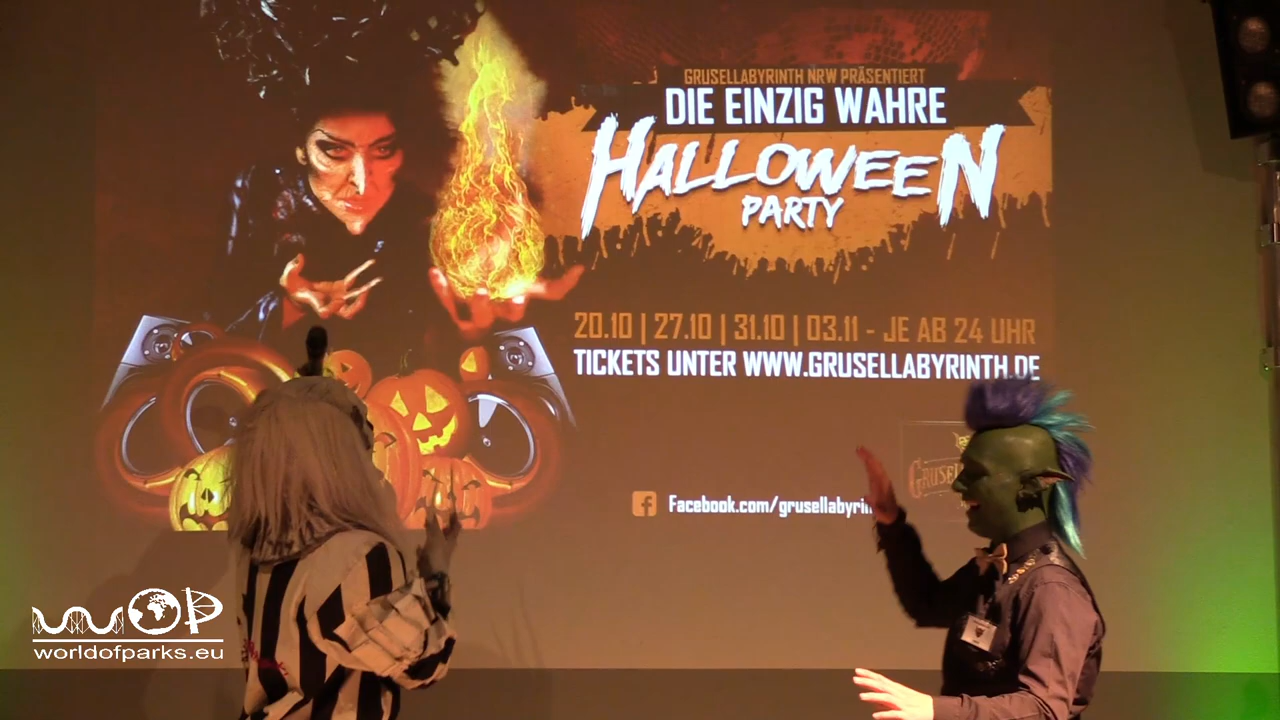 GRUSELLABYRINTH NRW PRÄSENTIERT
DIE EINZIG WAHRE
HALLOWEEN
PARTY
20.10 | 27.10 | 31.10 | 03.11 - JE AB 24 UHR
TICKETS UNTER WWW.GRUSELLABYRINTH.DE
Facebook.com/grusellabyrin
WOP
worldofparks.eu